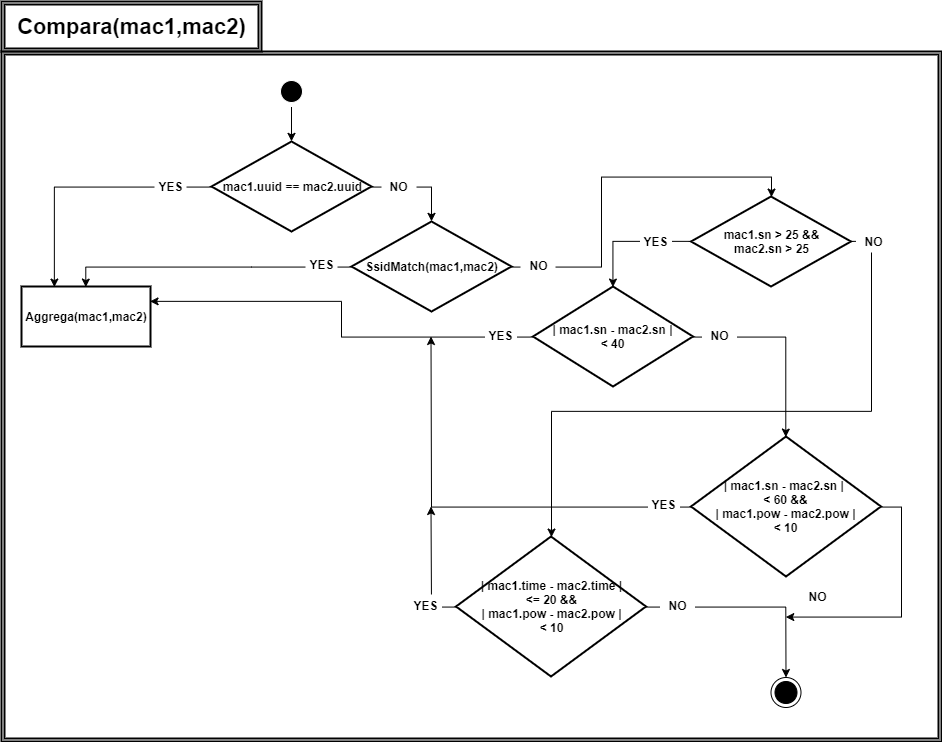 Compara(mac1,mac2)
mac1.uuid == mac2.uuid
YES
NO
SsidMatch(mac1,mac2)
YES
NO
mac1.sn > 25 &&
mac2.sn > 25
YES
NO
Aggrega(mac1,mac2)
| mac1.sn - mac2.sn |
< 40
YES
NO
| mac1.sn - mac2.sn |
< 60 &&
| mac1.pow - mac2.pow |
< 10
YES
NO
| mac1.time - mac2.time |
<= 20 &&
| mac1.pow - mac2.pow |
< 10
YES
NO